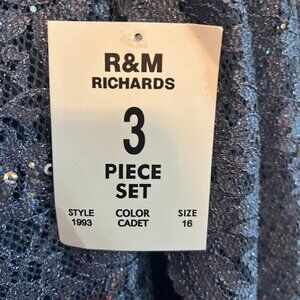 R&M
RICHARDS
3
PIECE
SET
STYLE COLOR SIZE
1993 CADET 16